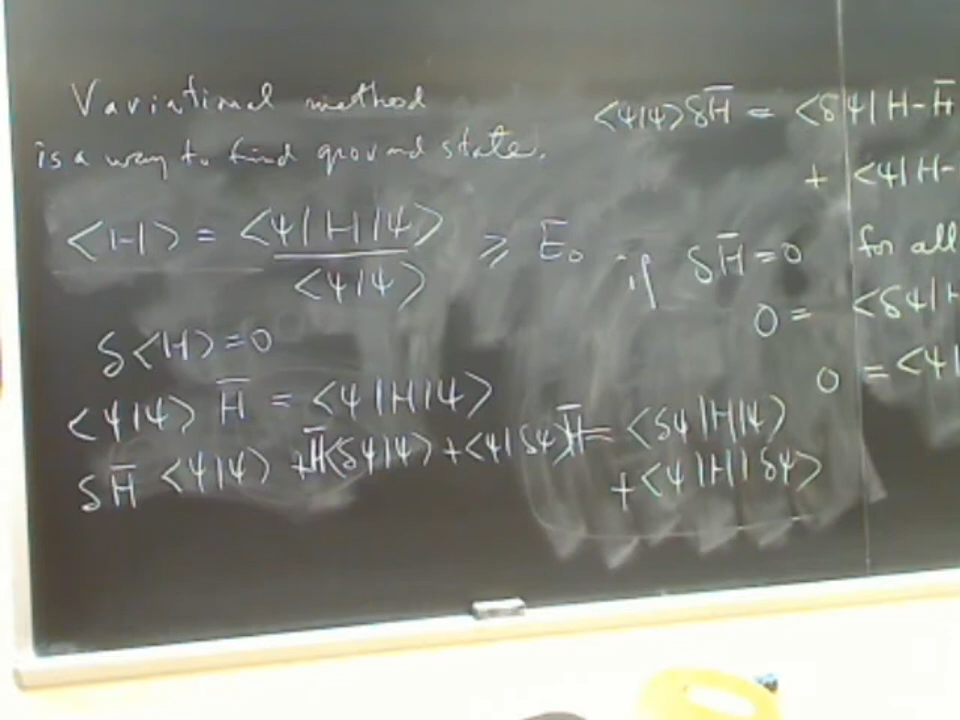 Variational method
is a way to find ground state.
<H> = <ψ|H|ψ> / <ψ|ψ> ≥ E₀
δ<H> = 0
<ψ|ψ> H̅ = <ψ|H|ψ>
δH̅ <ψ|ψ> + H̅<δψ|ψ> + <ψ|δψ>H̅ = <δψ|H|ψ>
+ <ψ|H|δψ>
<ψ|ψ>δH̅ = <δψ|H-H̅
+ <ψ|H-
if δH̅=0 for all
0 = <δψ|H
0 = <ψ|